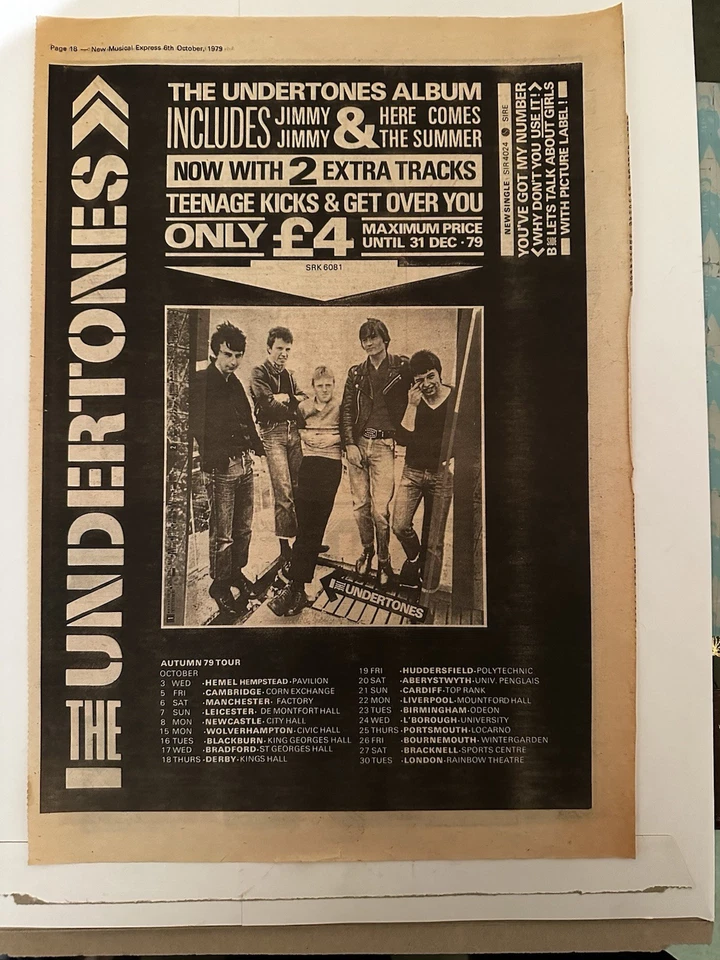 Page 18 — New Musical Express 6th October, 1979
THE UNDERTONES
THE UNDERTONES ALBUM
INCLUDES JIMMY JIMMY & HERE COMES THE SUMMER
NOW WITH 2 EXTRA TRACKS
TEENAGE KICKS & GET OVER YOU
ONLY £4 MAXIMUM PRICE UNTIL 31 DEC·79
SRK 6081
NEW SINGLE SIR 4024 SIRE
YOU'VE GOT MY NUMBER
<WHY DON'T YOU USE IT!>
B SIDE LETS TALK ABOUT GIRLS
WITH PICTURE LABEL!
THE UNDERTONES
AUTUMN 79 TOUR
OCTOBER
3 WED ·HEMEL HEMPSTEAD·PAVILION
5 FRI ·CAMBRIDGE·CORN EXCHANGE
6 SAT ·MANCHESTER· FACTORY
7 SUN ·LEICESTER· DE MONTFORT HALL
8 MON ·NEWCASTLE·CITY HALL
15 MON ·WOLVERHAMPTON·CIVIC HALL
16 TUES ·BLACKBURN·KING GEORGES HALL
17 WED ·BRADFORD·ST GEORGES HALL
18 THURS ·DERBY·KINGS HALL
19 FRI ·HUDDERSFIELD·POLYTECHNIC
20 SAT ·ABERYSTWYTH·UNIV. PENGLAIS
21 SUN ·CARDIFF·TOP RANK
22 MON ·LIVERPOOL·MOUNTFORD HALL
23 TUES ·BIRMINGHAM·ODEON
24 WED ·L'BOROUGH·UNIVERSITY
25 THURS ·PORTSMOUTH·LOCARNO
26 FRI ·BOURNEMOUTH· WINTERGARDEN
27 SAT ·BRACKNELL·SPORTS CENTRE
30 TUES ·LONDON·RAINBOW THEATRE